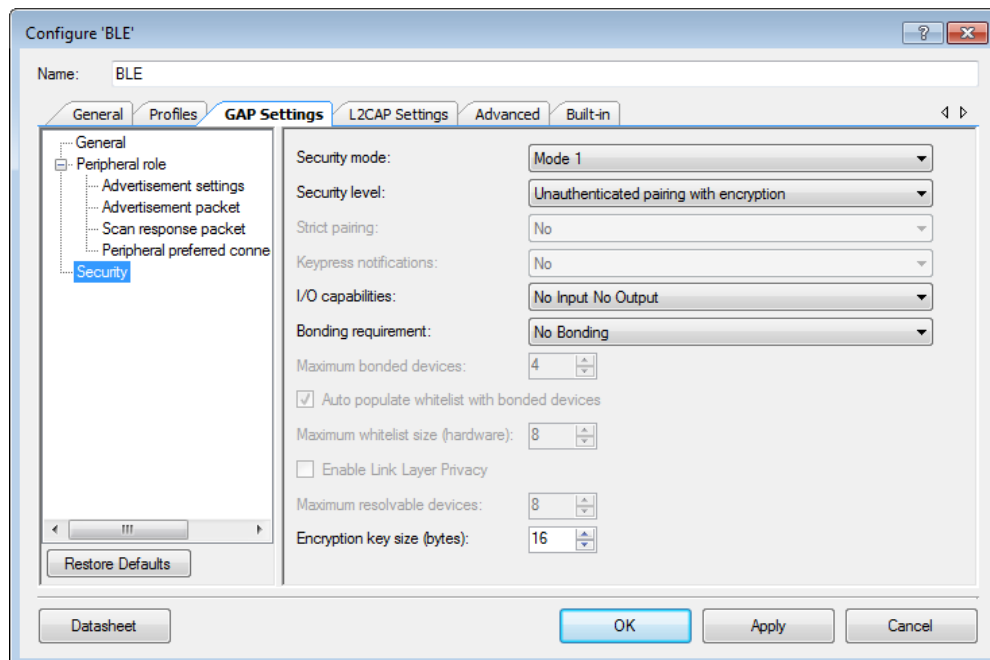 Configure 'BLE'
Name: BLE
General Profiles GAP Settings L2CAP Settings Advanced Built-in
General
Peripheral role
Advertisement settings
Advertisement packet
Scan response packet
Peripheral preferred conne
Security
Restore Defaults
Security mode: Mode 1
Security level: Unauthenticated pairing with encryption
Strict pairing: No
Keypress notifications: No
I/O capabilities: No Input No Output
Bonding requirement: No Bonding
Maximum bonded devices: 4
Auto populate whitelist with bonded devices
Maximum whitelist size (hardware): 8
Enable Link Layer Privacy
Maximum resolvable devices: 8
Encryption key size (bytes): 16
Datasheet OK Apply Cancel